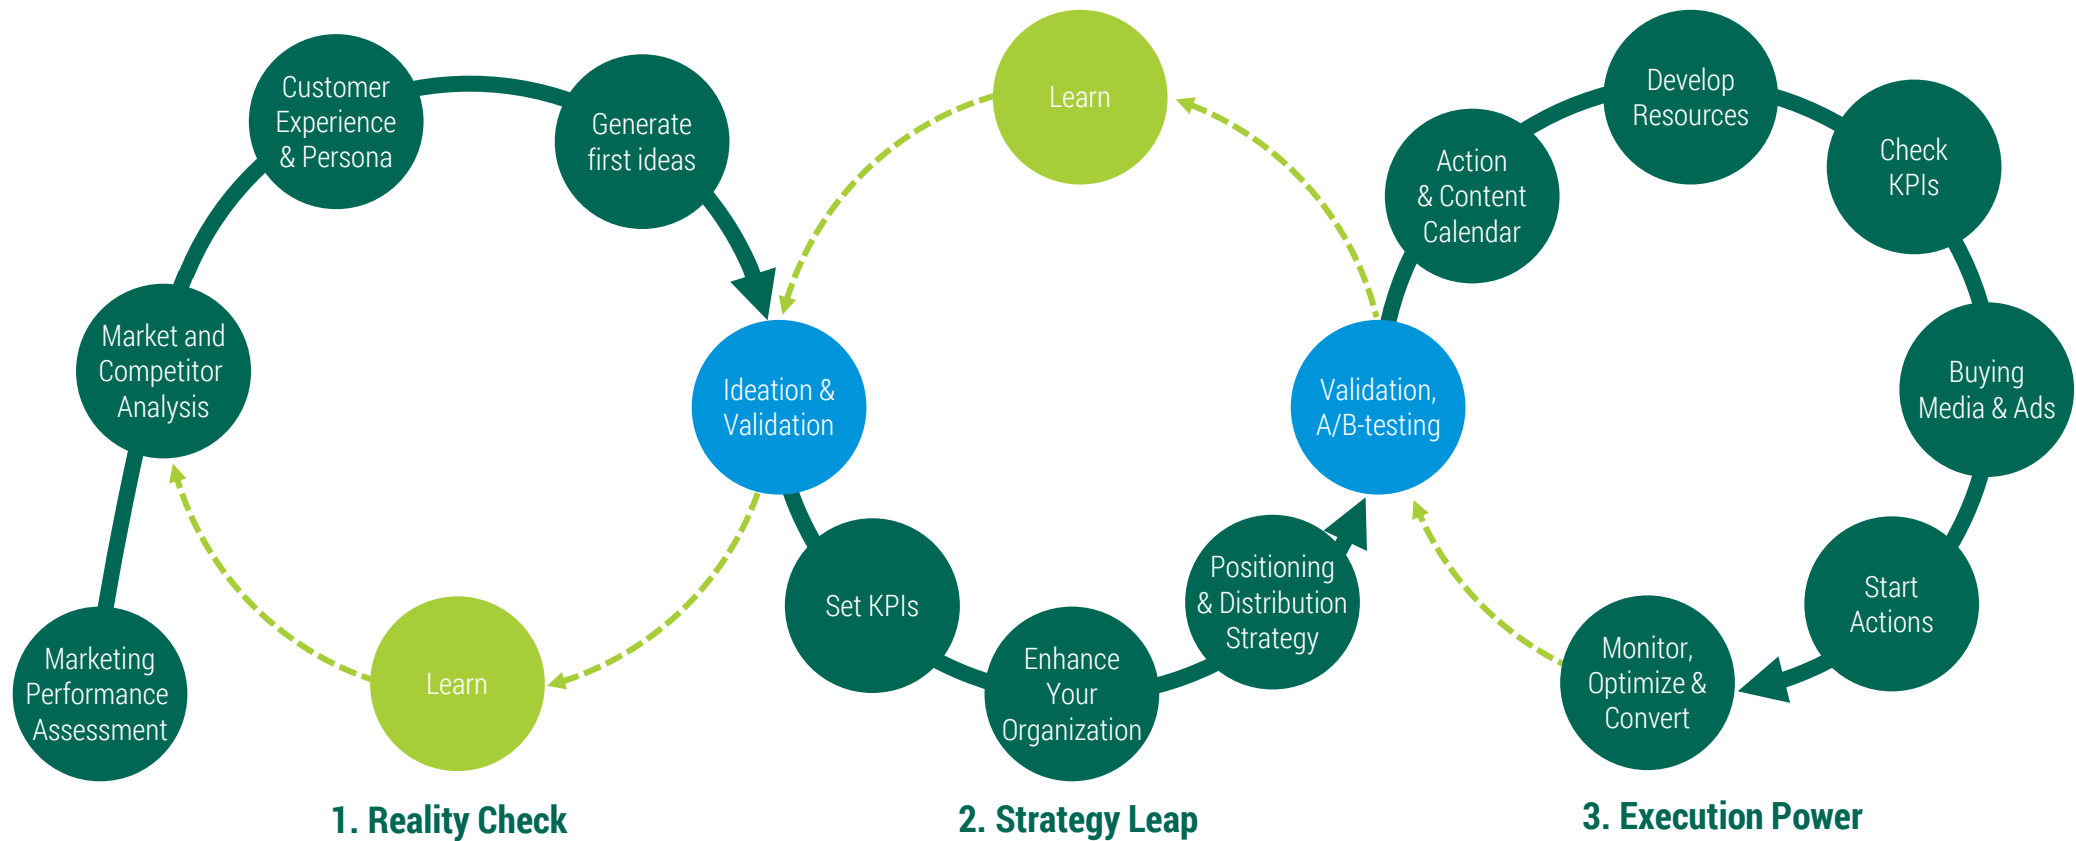 Marketing
Performance
Assessment
Market and
Competitor
Analysis
Customer
Experience
& Persona
Generate
first ideas
Ideation &
Validation
Learn
1. Reality Check
Set KPIs
Enhance
Your
Organization
Positioning
& Distribution
Strategy
Validation,
A/B-testing
Learn
2. Strategy Leap
Action
& Content
Calendar
Develop
Resources
Check
KPIs
Buying
Media & Ads
Start
Actions
Monitor,
Optimize &
Convert
3. Execution Power